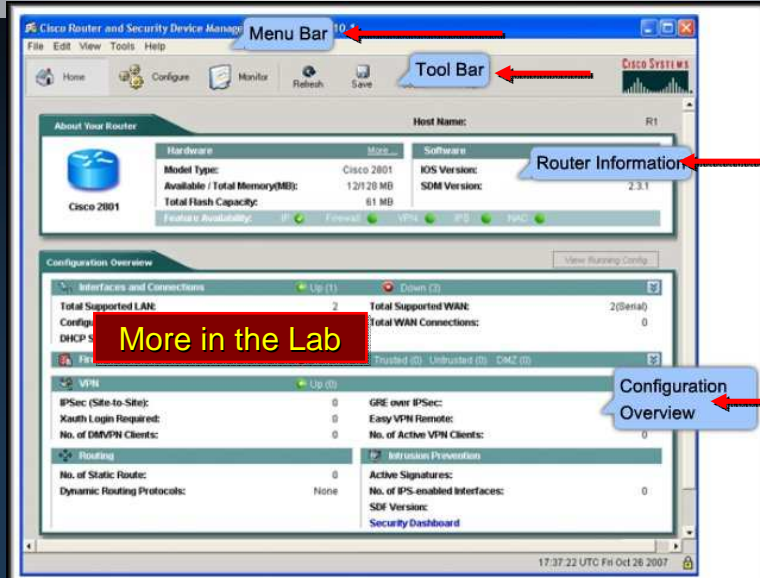 Cisco Router and Security Device Manag
Menu Bar
File Edit View Tools Help
Home Configure Monitor Refresh Save
Tool Bar
CISCO SYSTEMS
About Your Router
Host Name: R1
Hardware More... Software
Model Type: Cisco 2801 IOS Version:
Router Information
Available / Total Memory(MB): 12/128 MB SDM Version: 2.3.1
Total Flash Capacity: 61 MB
Cisco 2801
Feature Availability: IP Firewall VPN IPS NAC
Configuration Overview
View Running Config
Interfaces and Connections Up (1) Down (3)
Total Supported LAN: 2 Total Supported WAN: 2(Serial)
Total WAN Connections: 0
DHCP S
More in the Lab
Trusted (0) Untrusted (0) DMZ (0)
VPN Up (0)
Configuration
Overview
IPSec (Site-to-Site): 0 GRE over IPSec:
Xauth Login Required: 0 Easy VPN Remote:
No. of DMVPN Clients: 0 No. of Active VPN Clients: 0
Routing Intrusion Prevention
No. of Static Route: 0 Active Signatures:
Dynamic Routing Protocols: None No. of IPS-enabled Interfaces: 0
SDF Version:
Security Dashboard
17:37:22 UTC Fri Oct 26 2007